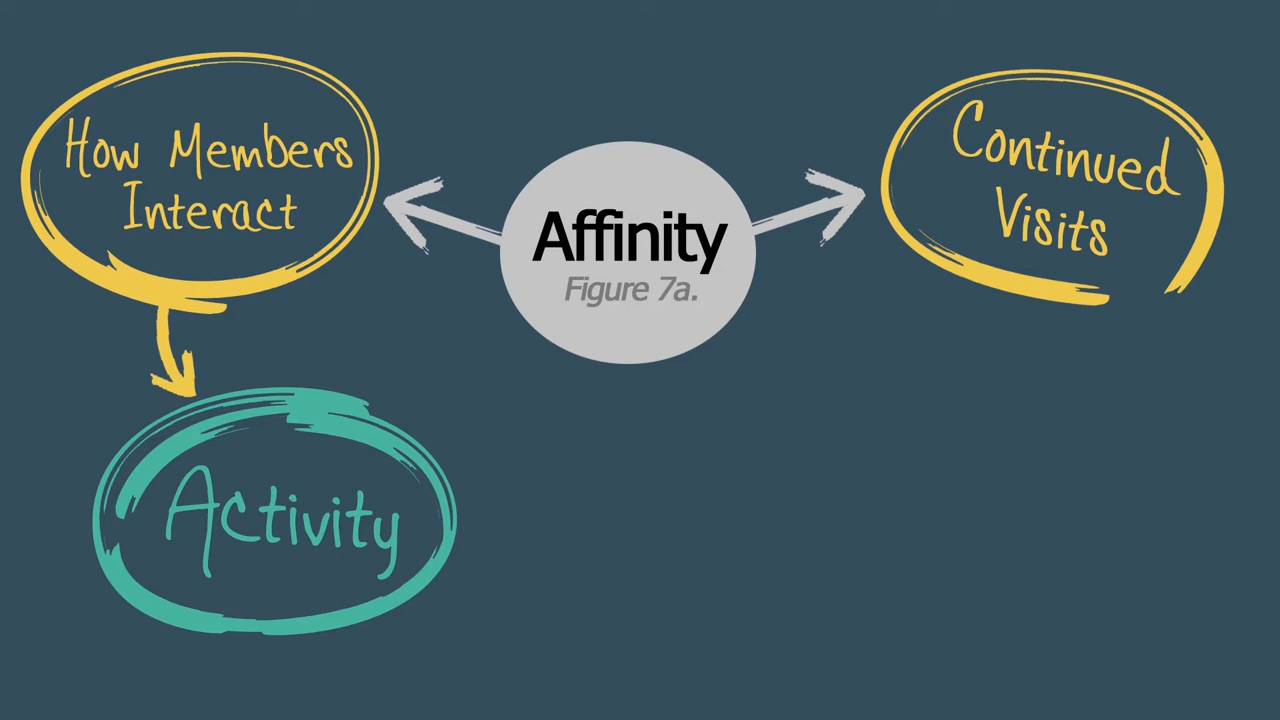 How Members
Interact
Affinity
Figure 7a.
Continued
Visits
Activity